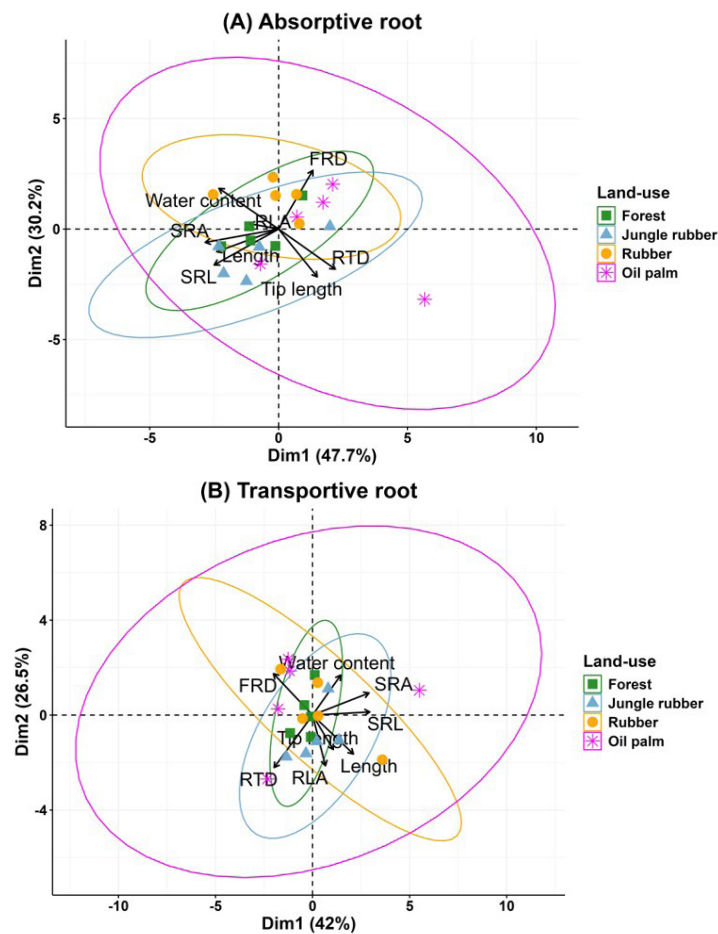 (A) Absorptive root
5
0
-5
-5
0
5
10
Dim2 (30.2%)
Dim1 (47.7%)
FRD
Water content
RLA
SRA
Length
RTD
SRL
Tip length
Land-use
Forest
Jungle rubber
Rubber
Oil palm
(B) Transportive root
8
4
0
-4
-10
-5
0
5
10
Dim2 (26.5%)
Dim1 (42%)
Water content
FRD
SRA
SRL
Tip length
Length
RTD
RLA
Land-use
Forest
Jungle rubber
Rubber
Oil palm